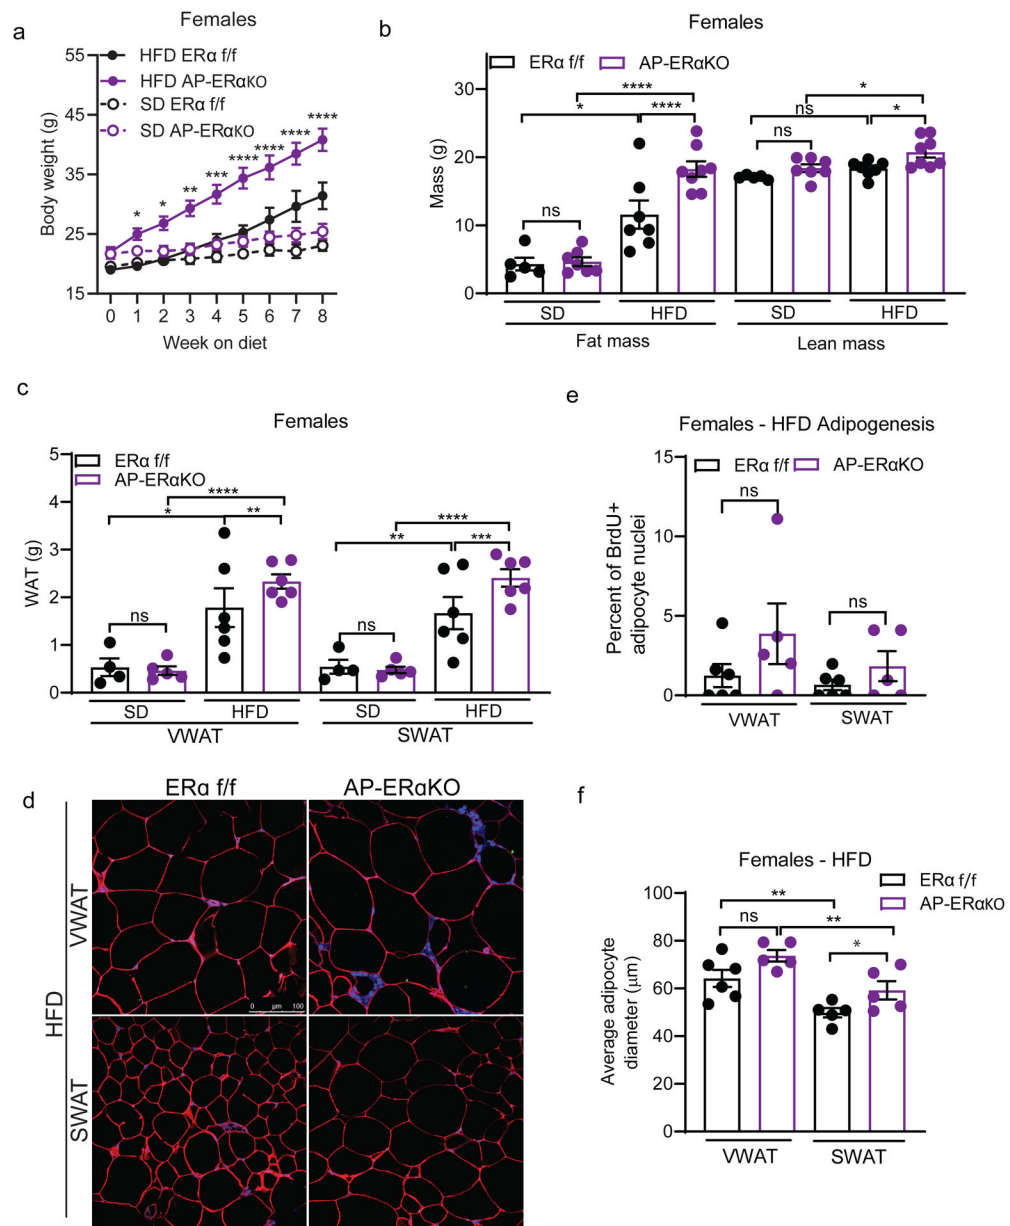 a
Females
HFD ERα f/f
HFD AP-ERαKO
SD ERα f/f
SD AP-ERαKO
Body weight (g)
55
45
35
25
15
* * ** *** **** **** **** ****
0 1 2 3 4 5 6 7 8
Week on diet
b
Females
ERα f/f AP-ERαKO
Mass (g)
30
20
10
0
**** *
* **** ns *
ns
ns
SD HFD SD HFD
Fat mass Lean mass
c
Females
ERα f/f
AP-ERαKO
WAT (g)
5
4
3
2
1
0
**** ****
* ** ** ***
ns ns
SD HFD SD HFD
VWAT SWAT
e
Females - HFD Adipogenesis
ERα f/f AP-ERαKO
Percent of BrdU+
adipocyte nuclei
15
10
5
0
ns ns
VWAT SWAT
d
ERα f/f AP-ERαKO
HFD
VWAT
SWAT
0 µm 100
f
Females - HFD
ERα f/f
AP-ERαKO
Average adipocyte
diameter (µm)
100
80
60
40
60
0
**
ns **
*
VWAT SWAT